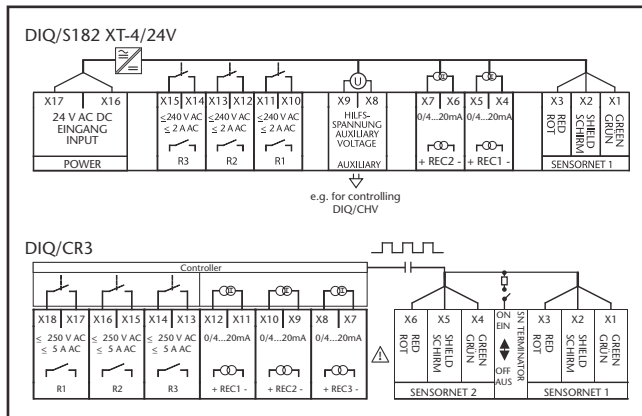 DIQ/S182 XT-4/24V
X17 X16
24 V AC DC
EINGANG
INPUT
POWER
X15 X14
≤240 V AC
≤ 2 A AC
R3
X13 X12
≤240 V AC
≤ 2 A AC
R2
X11 X10
≤240 V AC
≤ 2 A AC
R1
U
X9 X8
HILFS-
SPANNUNG
AUXILIARY
VOLTAGE
AUXILIARY
e.g. for controlling
DIQ/CHV
X7 X6
0/4...20mA
+ REC2 -
X5 X4
0/4...20mA
+ REC1 -
X3 X2 X1
RED
ROT
SHIELD
SCHIRM
GREEN
GRÜN
SENSORNET 1
DIQ/CR3
Controller
X18 X17
≤ 250 V AC
≤ 5 A AC
R1
X16 X15
≤ 250 V AC
≤ 5 A AC
R2
X14 X13
≤ 250 V AC
≤ 5 A AC
R3
X12 X11
0/4...20mA
+ REC1 -
X10 X9
0/4...20mA
+ REC2 -
X8 X7
0/4...20mA
+ REC3 -
X6 X5 X4
RED
ROT
SHIELD
SCHIRM
GREEN
GRÜN
SENSORNET 2
ON
EIN
SN TERMINATOR
OFF
AUS
X3 X2 X1
RED
ROT
SHIELD
SCHIRM
GREEN
GRÜN
SENSORNET 1